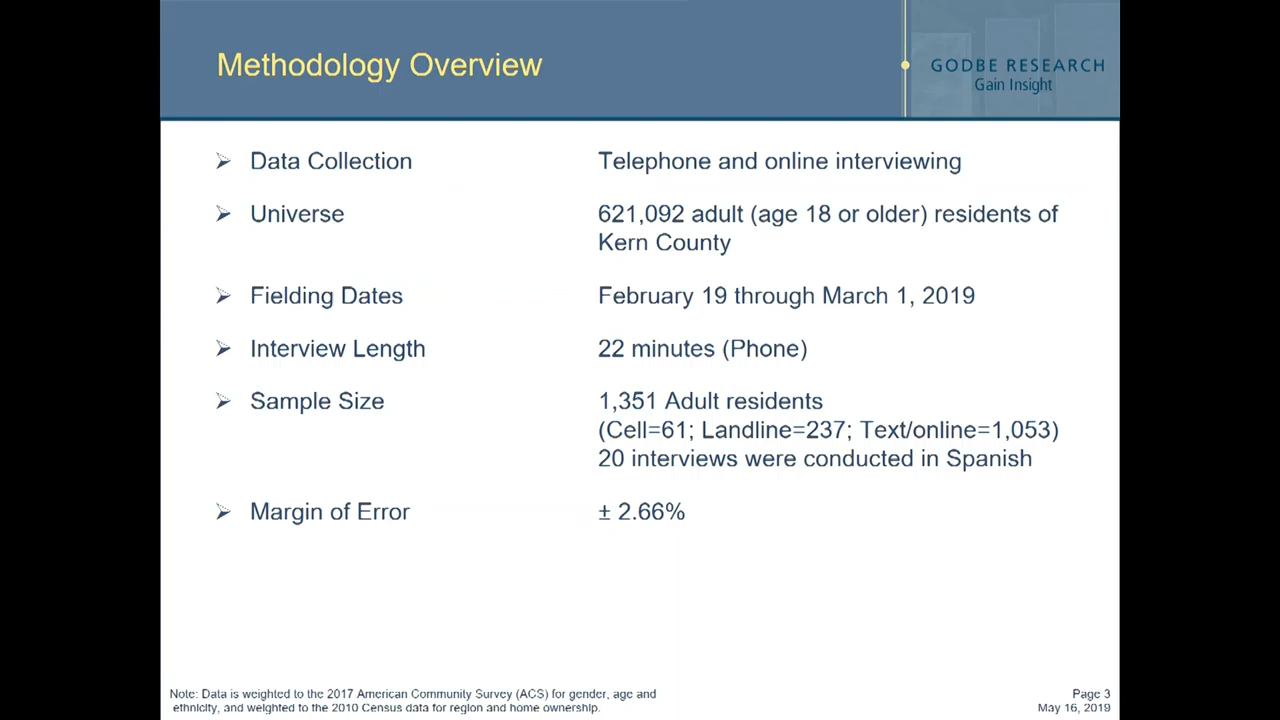 Methodology Overview
GODBE RESEARCH
Gain Insight
Data Collection
Telephone and online interviewing
Universe
621,092 adult (age 18 or older) residents of
Kern County
Fielding Dates
February 19 through March 1, 2019
Interview Length
22 minutes (Phone)
Sample Size
1,351 Adult residents
(Cell=61; Landline=237; Text/online=1,053)
20 interviews were conducted in Spanish
Margin of Error
± 2.66%
Note: Data is weighted to the 2017 American Community Survey (ACS) for gender, age and
ethnicity, and weighted to the 2010 Census data for region and home ownership.
Page 3
May 16, 2019